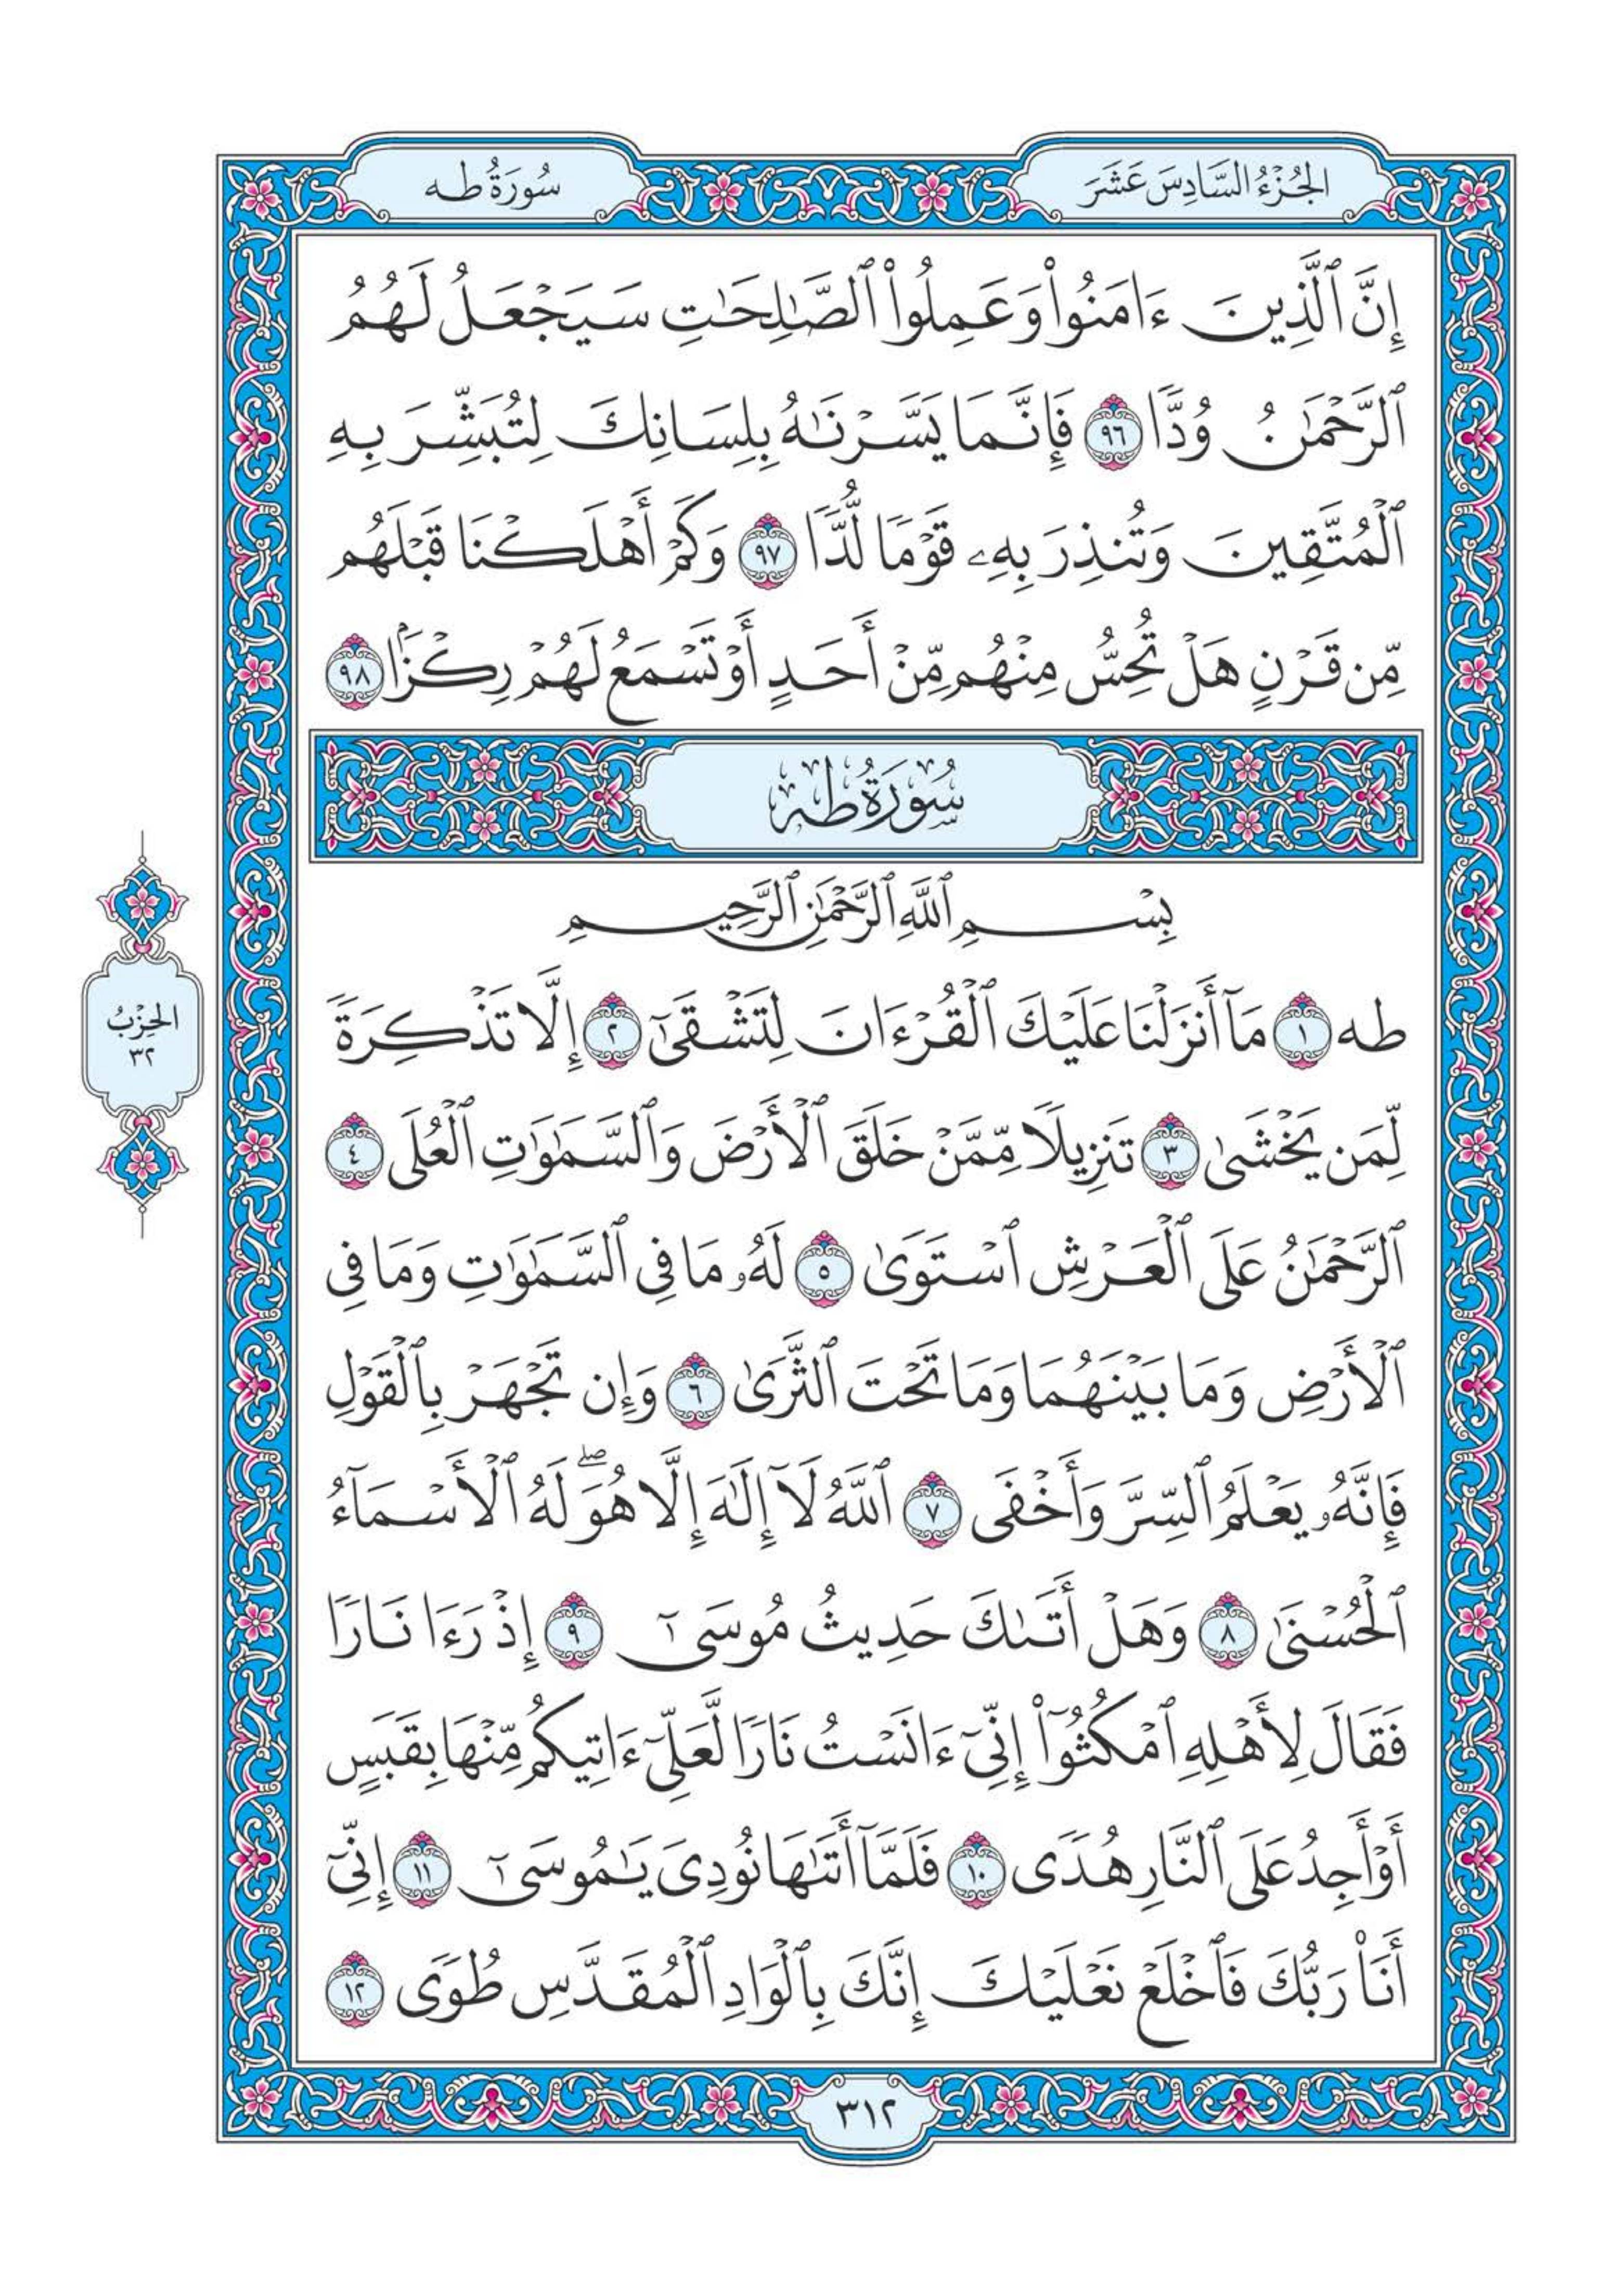 الجُزْءُ السَّادِسَ عَشَرَ
سُورَةُ طه
إِنَّ ٱلَّذِينَ ءَامَنُوا۟ وَعَمِلُوا۟ ٱلصَّٰلِحَٰتِ سَيَجْعَلُ لَهُمُ
ٱلرَّحْمَٰنُ وُدًّا ٩٦ فَإِنَّمَا يَسَّرْنَٰهُ بِلِسَانِكَ لِتُبَشِّرَ بِهِ
ٱلْمُتَّقِينَ وَتُنذِرَ بِهِۦ قَوْمًا لُّدًّا ٩٧ وَكَمْ أَهْلَكْنَا قَبْلَهُم
مِّن قَرْنٍ هَلْ تُحِسُّ مِنْهُم مِّنْ أَحَدٍ أَوْ تَسْمَعُ لَهُمْ رِكْزًۢا ٩٨
سُورَةُ طه
بِسْمِ ٱللَّهِ ٱلرَّحْمَٰنِ ٱلرَّحِيمِ
طه ١ مَآ أَنزَلْنَا عَلَيْكَ ٱلْقُرْءَانَ لِتَشْقَىٰٓ ٢ إِلَّا تَذْكِرَةً
لِّمَن يَخْشَىٰ ٣ تَنزِيلًا مِّمَّنْ خَلَقَ ٱلْأَرْضَ وَٱلسَّمَٰوَٰتِ ٱلْعُلَى ٤
ٱلرَّحْمَٰنُ عَلَى ٱلْعَرْشِ ٱسْتَوَىٰ ٥ لَهُۥ مَا فِى ٱلسَّمَٰوَٰتِ وَمَا فِى
ٱلْأَرْضِ وَمَا بَيْنَهُمَا وَمَا تَحْتَ ٱلثَّرَىٰ ٦ وَإِن تَجْهَرْ بِٱلْقَوْلِ
فَإِنَّهُۥ يَعْلَمُ ٱلسِّرَّ وَأَخْفَى ٧ ٱللَّهُ لَآ إِلَٰهَ إِلَّا هُوَۖ لَهُ ٱلْأَسْمَآءُ
ٱلْحُسْنَىٰ ٨ وَهَلْ أَتَىٰكَ حَدِيثُ مُوسَىٰٓ ٩ إِذْ رَءَا نَارًا
فَقَالَ لِأَهْلِهِ ٱمْكُثُوٓا۟ إِنِّىٓ ءَانَسْتُ نَارًا لَّعَلِّىٓ ءَاتِيكُم مِّنْهَا بِقَبَسٍ
أَوْ أَجِدُ عَلَى ٱلنَّارِ هُدًى ١٠ فَلَمَّآ أَتَىٰهَا نُودِىَ يَٰمُوسَىٰٓ ١١ إِنِّىٓ
أَنَا۠ رَبُّكَ فَٱخْلَعْ نَعْلَيْكَ إِنَّكَ بِٱلْوَادِ ٱلْمُقَدَّسِ طُوًى ١٢
الحِزْبُ
٣٢
٣١٢